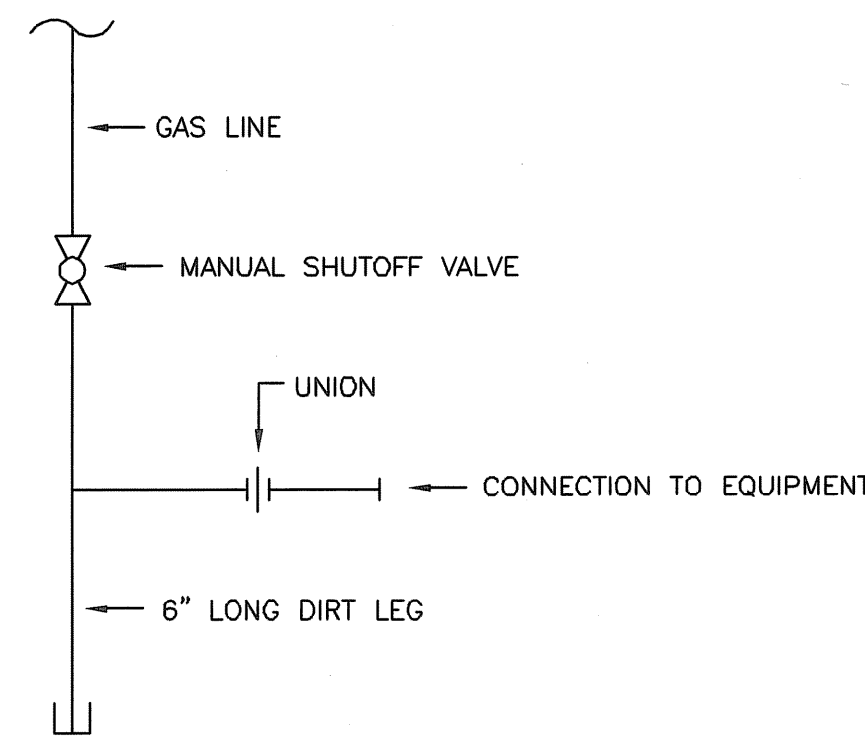 GAS LINE
MANUAL SHUTOFF VALVE
UNION
CONNECTION TO EQUIPMENT
6" LONG DIRT LEG